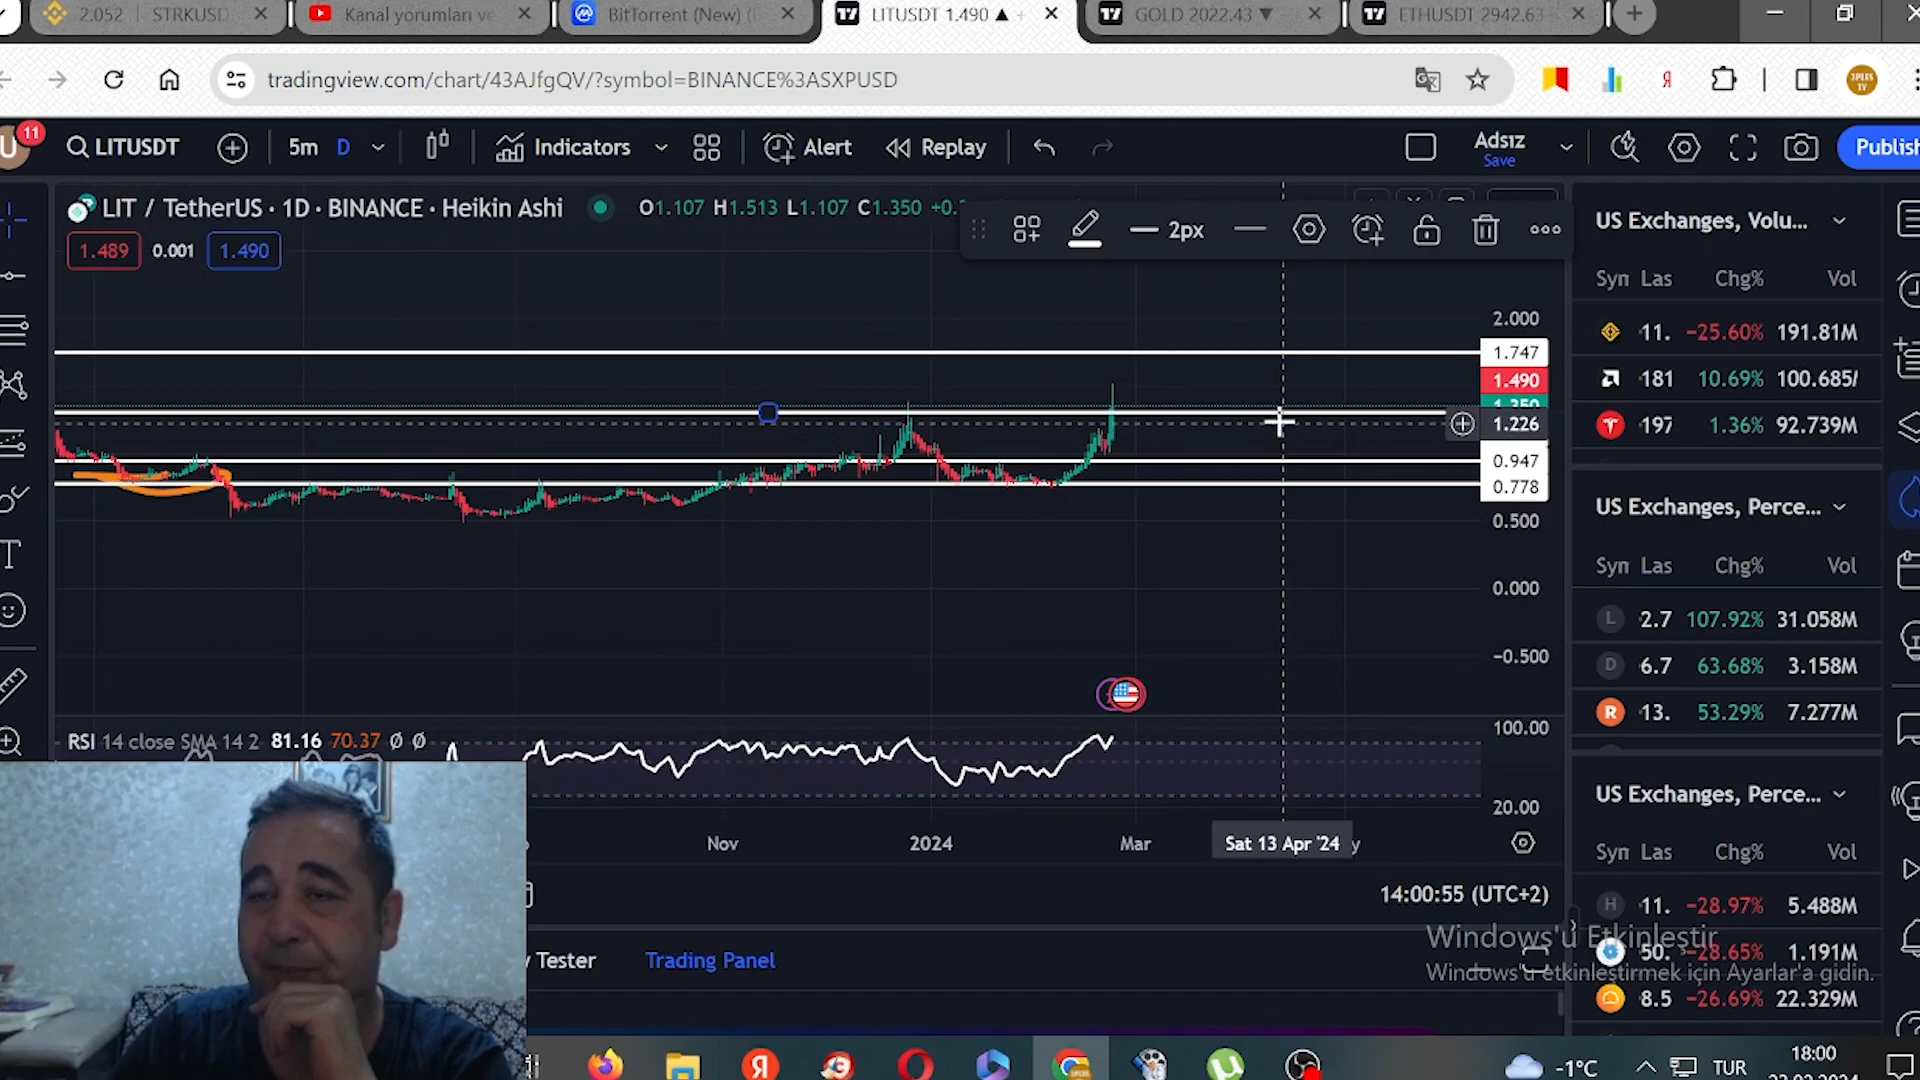 2.052 STRKUSD
Kanal yorumları ve
BitTorrent (New) (
LITUSDT 1.490 ▲
GOLD 2022.43 ▼
ETHUSDT 2942.63
tradingview.com/chart/43AJfgQV/?symbol=BINANCE%3ASXPUSD
3PLUS TV
U 11
LITUSDT
5m D
Indicators
Alert
Replay
Adsız
Save
Publish
LIT / TetherUS · 1D · BINANCE · Heikin Ashi
O1.107 H1.513 L1.107 C1.350
1.489 0.001 1.490
2px
2.000
1.747
1.490
1.350
1.226
0.947
0.778
0.500
0.000
−0.500
RSI 14 close SMA 14 2 81.16 70.37 Ø Ø
100.00
20.00
Nov 2024 Mar Sat 13 Apr '24 y
14:00:55 (UTC+2)
y Tester Trading Panel
US Exchanges, Volu...
Syn Las Chg% Vol
11. −25.60% 191.81M
181 10.69% 100.685
197 1.36% 92.739M
US Exchanges, Perce...
Syn Las Chg% Vol
L 2.7 107.92% 31.058M
D 6.7 63.68% 3.158M
R 13. 53.29% 7.277M
US Exchanges, Perce...
Syn Las Chg% Vol
H 11. −28.97% 5.488M
50. −28.65% 1.191M
8.5 −26.69% 22.329M
Windows'u Etkinleştir
Windows'u etkinleştirmek için Ayarlar'a gidin.
-1°C TUR 18:00